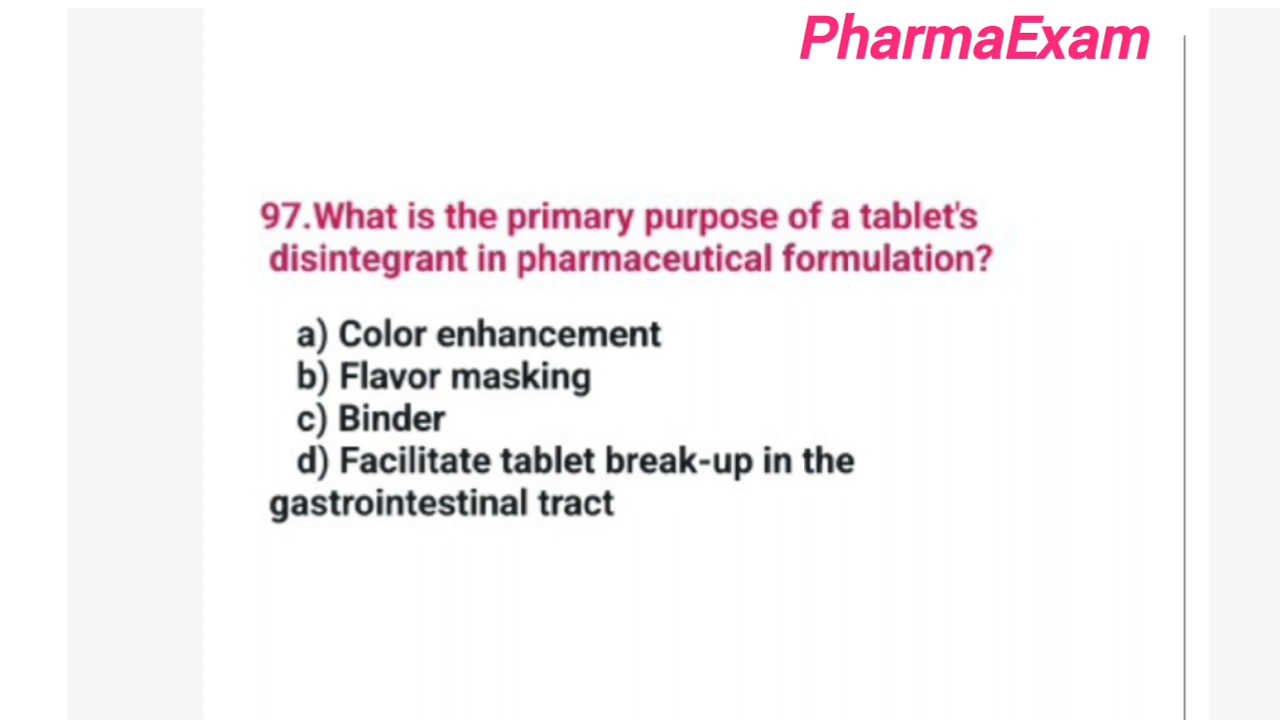 PharmaExam
97.What is the primary purpose of a tablet's
disintegrant in pharmaceutical formulation?
a) Color enhancement
b) Flavor masking
c) Binder
d) Facilitate tablet break-up in the
gastrointestinal tract